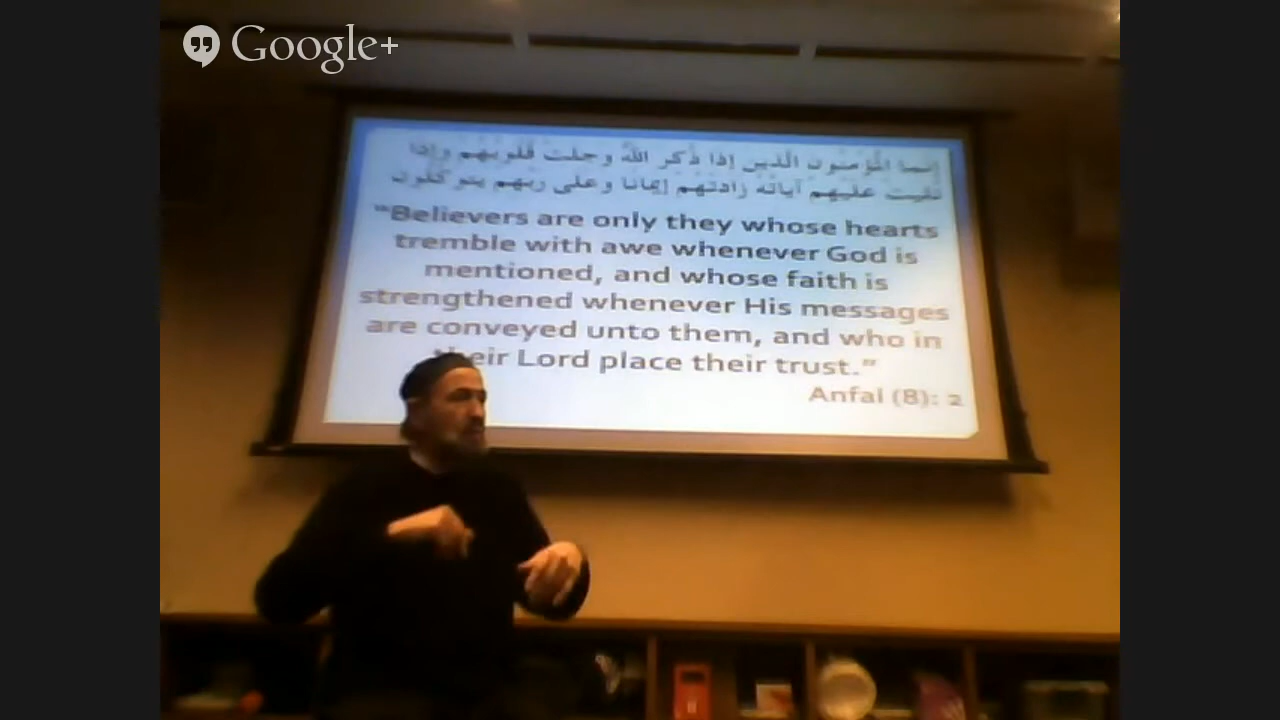 Google+
إنما المؤمنون الذين إذا ذكر الله وجلت قلوبهم وإذا
تليت عليهم آياته زادتهم إيمانا وعلى ربهم يتوكلون
"Believers are only they whose hearts
tremble with awe whenever God is
mentioned, and whose faith is
strengthened whenever His messages
are conveyed unto them, and who in
their Lord place their trust."
Anfal (8): 2